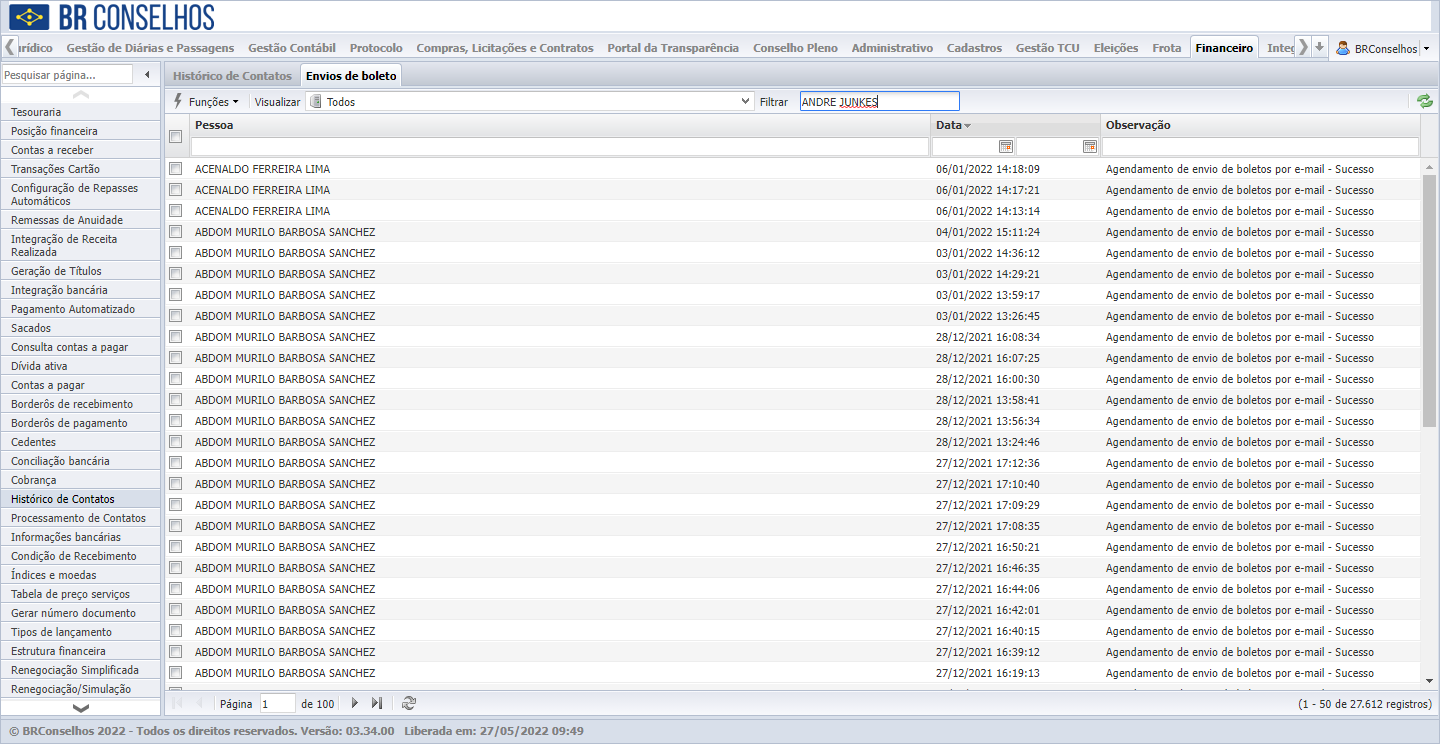 BR CONSELHOS
urídico Gestão de Diárias e Passagens Gestão Contábil Protocolo Compras, Licitações e Contratos Portal da Transparência Conselho Pleno Administrativo Cadastros Gestão TCU Eleições Frota Financeiro Integ BRConselhos
Pesquisar página...
Histórico de Contatos Envios de boleto
Funções Visualizar Todos Filtrar ANDRE JUNKES
Tesouraria
Posição financeira
Contas a receber
Transações Cartão
Configuração de Repasses
Automáticos
Remessas de Anuidade
Integração de Receita
Realizada
Geração de Títulos
Integração bancária
Pagamento Automatizado
Sacados
Consulta contas a pagar
Dívida ativa
Contas a pagar
Borderôs de recebimento
Borderôs de pagamento
Cedentes
Conciliação bancária
Cobrança
Histórico de Contatos
Processamento de Contatos
Informações bancárias
Condição de Recebimento
Índices e moedas
Tabela de preço serviços
Gerar número documento
Tipos de lançamento
Estrutura financeira
Renegociação Simplificada
Renegociação/Simulação
Pessoa Data Observação
ACENALDO FERREIRA LIMA 06/01/2022 14:18:09 Agendamento de envio de boletos por e-mail - Sucesso
ACENALDO FERREIRA LIMA 06/01/2022 14:17:21 Agendamento de envio de boletos por e-mail - Sucesso
ACENALDO FERREIRA LIMA 06/01/2022 14:13:14 Agendamento de envio de boletos por e-mail - Sucesso
ABDOM MURILO BARBOSA SANCHEZ 04/01/2022 15:11:24 Agendamento de envio de boletos por e-mail - Sucesso
ABDOM MURILO BARBOSA SANCHEZ 03/01/2022 14:36:12 Agendamento de envio de boletos por e-mail - Sucesso
ABDOM MURILO BARBOSA SANCHEZ 03/01/2022 14:29:21 Agendamento de envio de boletos por e-mail - Sucesso
ABDOM MURILO BARBOSA SANCHEZ 03/01/2022 13:59:17 Agendamento de envio de boletos por e-mail - Sucesso
ABDOM MURILO BARBOSA SANCHEZ 03/01/2022 13:26:45 Agendamento de envio de boletos por e-mail - Sucesso
ABDOM MURILO BARBOSA SANCHEZ 28/12/2021 16:08:34 Agendamento de envio de boletos por e-mail - Sucesso
ABDOM MURILO BARBOSA SANCHEZ 28/12/2021 16:07:25 Agendamento de envio de boletos por e-mail - Sucesso
ABDOM MURILO BARBOSA SANCHEZ 28/12/2021 16:00:30 Agendamento de envio de boletos por e-mail - Sucesso
ABDOM MURILO BARBOSA SANCHEZ 28/12/2021 13:58:41 Agendamento de envio de boletos por e-mail - Sucesso
ABDOM MURILO BARBOSA SANCHEZ 28/12/2021 13:56:34 Agendamento de envio de boletos por e-mail - Sucesso
ABDOM MURILO BARBOSA SANCHEZ 28/12/2021 13:24:46 Agendamento de envio de boletos por e-mail - Sucesso
ABDOM MURILO BARBOSA SANCHEZ 27/12/2021 17:12:36 Agendamento de envio de boletos por e-mail - Sucesso
ABDOM MURILO BARBOSA SANCHEZ 27/12/2021 17:10:40 Agendamento de envio de boletos por e-mail - Sucesso
ABDOM MURILO BARBOSA SANCHEZ 27/12/2021 17:09:29 Agendamento de envio de boletos por e-mail - Sucesso
ABDOM MURILO BARBOSA SANCHEZ 27/12/2021 17:08:35 Agendamento de envio de boletos por e-mail - Sucesso
ABDOM MURILO BARBOSA SANCHEZ 27/12/2021 16:50:21 Agendamento de envio de boletos por e-mail - Sucesso
ABDOM MURILO BARBOSA SANCHEZ 27/12/2021 16:46:35 Agendamento de envio de boletos por e-mail - Sucesso
ABDOM MURILO BARBOSA SANCHEZ 27/12/2021 16:44:06 Agendamento de envio de boletos por e-mail - Sucesso
ABDOM MURILO BARBOSA SANCHEZ 27/12/2021 16:42:01 Agendamento de envio de boletos por e-mail - Sucesso
ABDOM MURILO BARBOSA SANCHEZ 27/12/2021 16:40:15 Agendamento de envio de boletos por e-mail - Sucesso
ABDOM MURILO BARBOSA SANCHEZ 27/12/2021 16:39:12 Agendamento de envio de boletos por e-mail - Sucesso
ABDOM MURILO BARBOSA SANCHEZ 27/12/2021 16:19:13 Agendamento de envio de boletos por e-mail - Sucesso
Página 1 de 100 (1 - 50 de 27.612 registros)
© BRConselhos 2022 - Todos os direitos reservados. Versão: 03.34.00 Liberada em: 27/05/2022 09:49